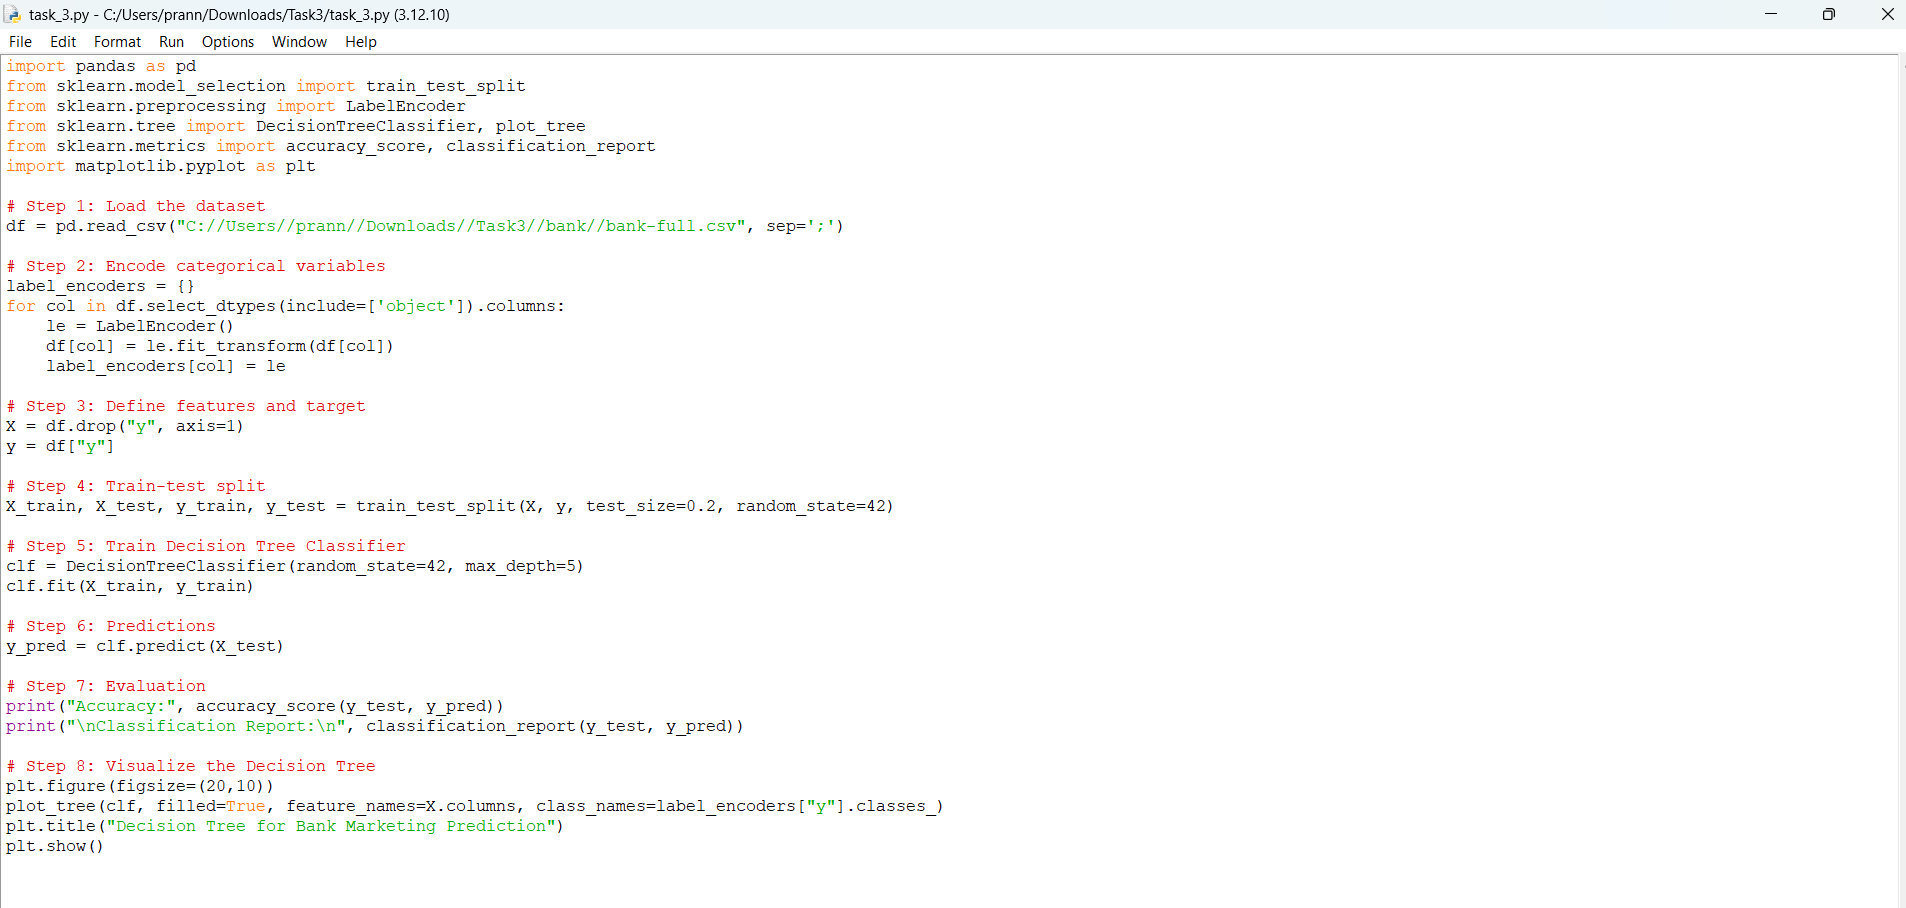 task_3.py - C:/Users/prann/Downloads/Task3/task_3.py (3.12.10)
File Edit Format Run Options Window Help
import pandas as pd
from sklearn.model_selection import train_test_split
from sklearn.preprocessing import LabelEncoder
from sklearn.tree import DecisionTreeClassifier, plot_tree
from sklearn.metrics import accuracy_score, classification_report
import matplotlib.pyplot as plt

# Step 1: Load the dataset
df = pd.read_csv("C://Users//prann//Downloads//Task3//bank//bank-full.csv", sep=';')

# Step 2: Encode categorical variables
label_encoders = {}
for col in df.select_dtypes(include=['object']).columns:
    le = LabelEncoder()
    df[col] = le.fit_transform(df[col])
    label_encoders[col] = le

# Step 3: Define features and target
X = df.drop("y", axis=1)
y = df["y"]

# Step 4: Train-test split
X_train, X_test, y_train, y_test = train_test_split(X, y, test_size=0.2, random_state=42)

# Step 5: Train Decision Tree Classifier
clf = DecisionTreeClassifier(random_state=42, max_depth=5)
clf.fit(X_train, y_train)

# Step 6: Predictions
y_pred = clf.predict(X_test)

# Step 7: Evaluation
print("Accuracy:", accuracy_score(y_test, y_pred))
print("\nClassification Report:\n", classification_report(y_test, y_pred))

# Step 8: Visualize the Decision Tree
plt.figure(figsize=(20,10))
plot_tree(clf, filled=True, feature_names=X.columns, class_names=label_encoders["y"].classes_)
plt.title("Decision Tree for Bank Marketing Prediction")
plt.show()